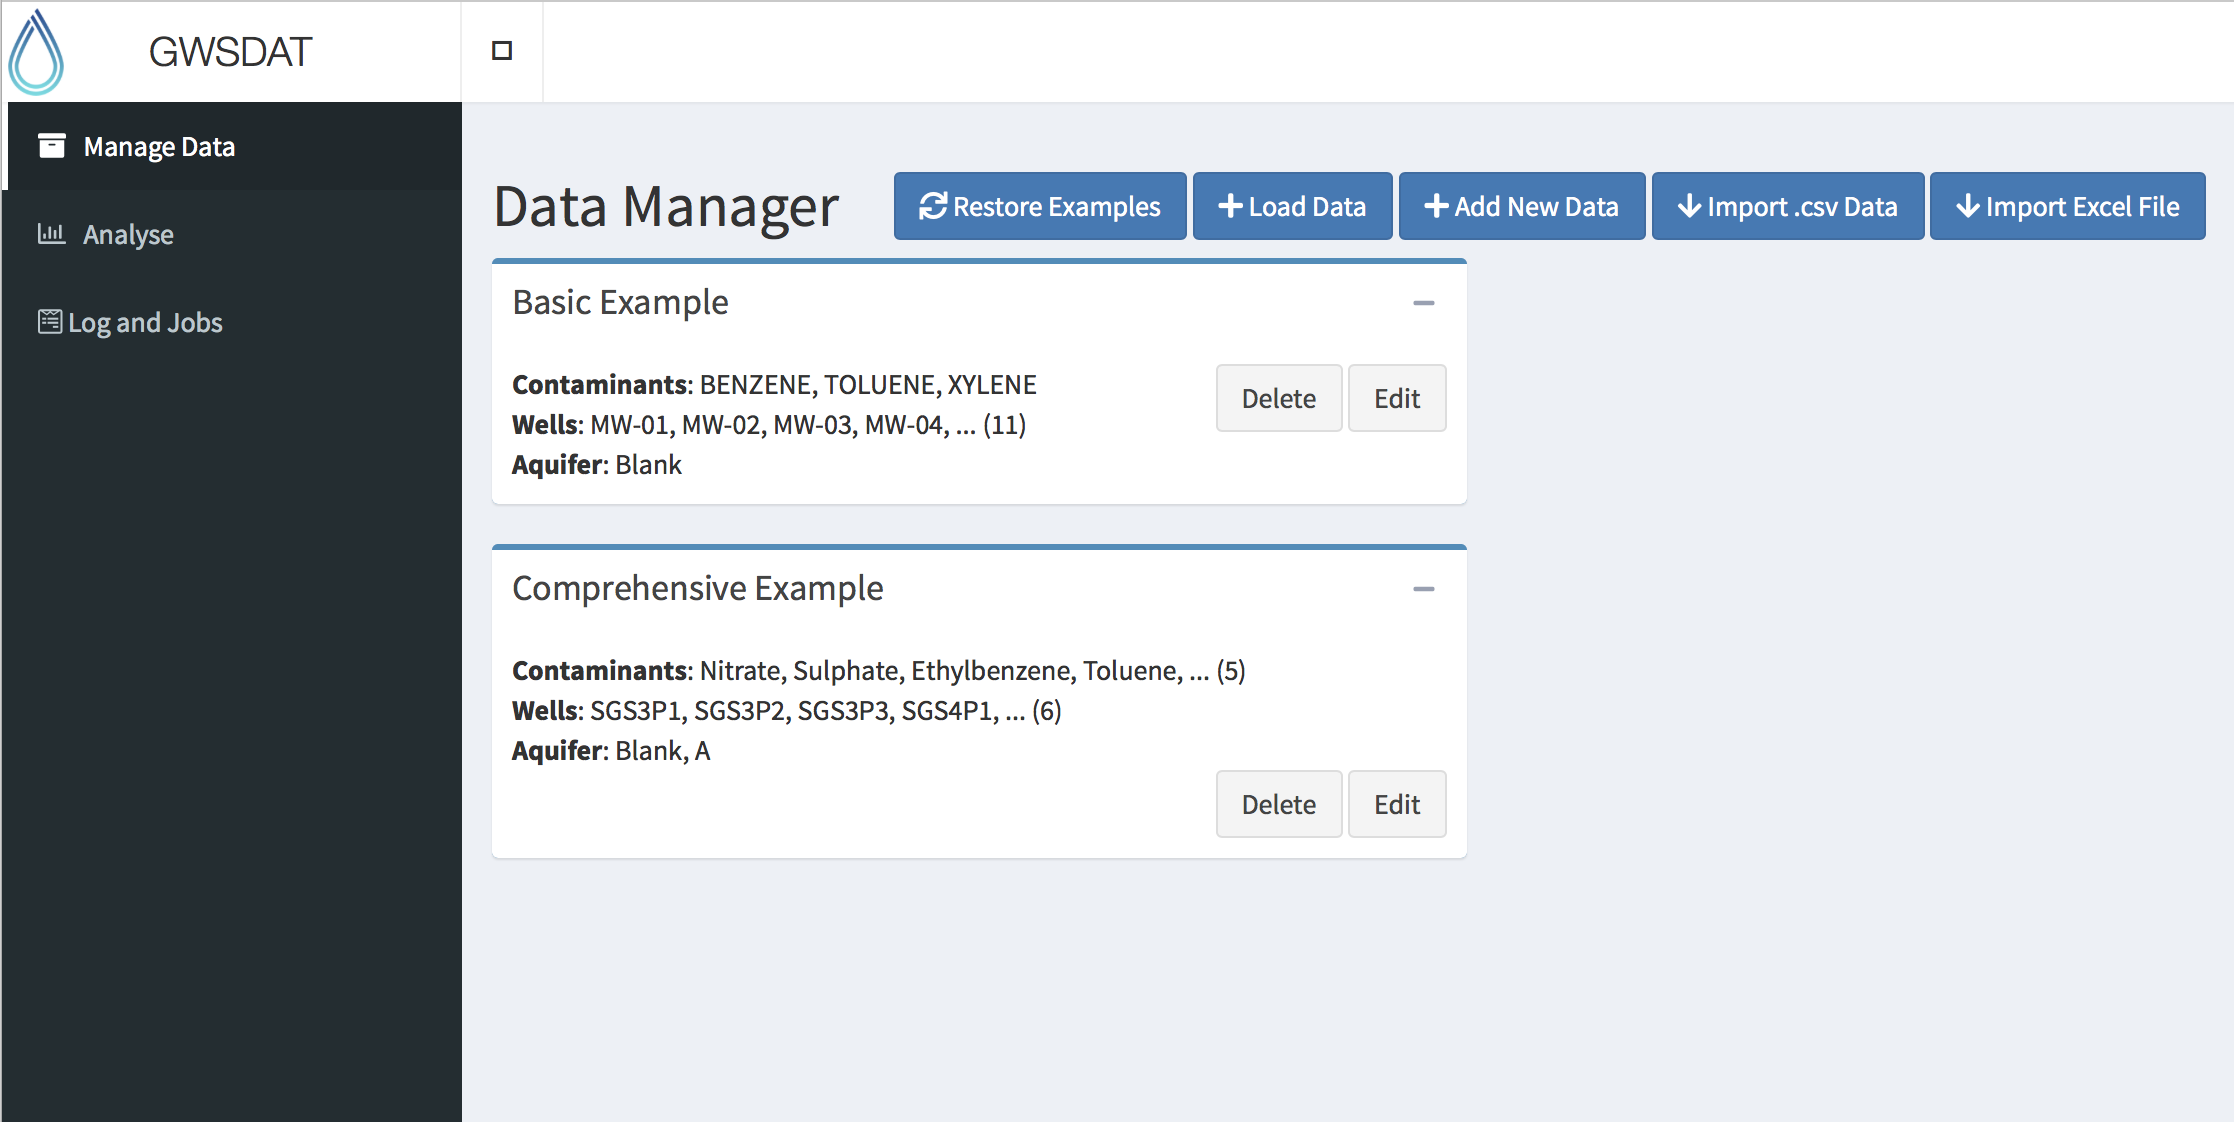 GWSDAT
Manage Data
Analyse
Log and Jobs
Data Manager
Restore Examples
Load Data
Add New Data
Import .csv Data
Import Excel File
Basic Example
Contaminants: BENZENE, TOLUENE, XYLENE
Wells: MW-01, MW-02, MW-03, MW-04, ... (11)
Aquifer: Blank
Delete
Edit
Comprehensive Example
Contaminants: Nitrate, Sulphate, Ethylbenzene, Toluene, ... (5)
Wells: SGS3P1, SGS3P2, SGS3P3, SGS4P1, ... (6)
Aquifer: Blank, A
Delete
Edit